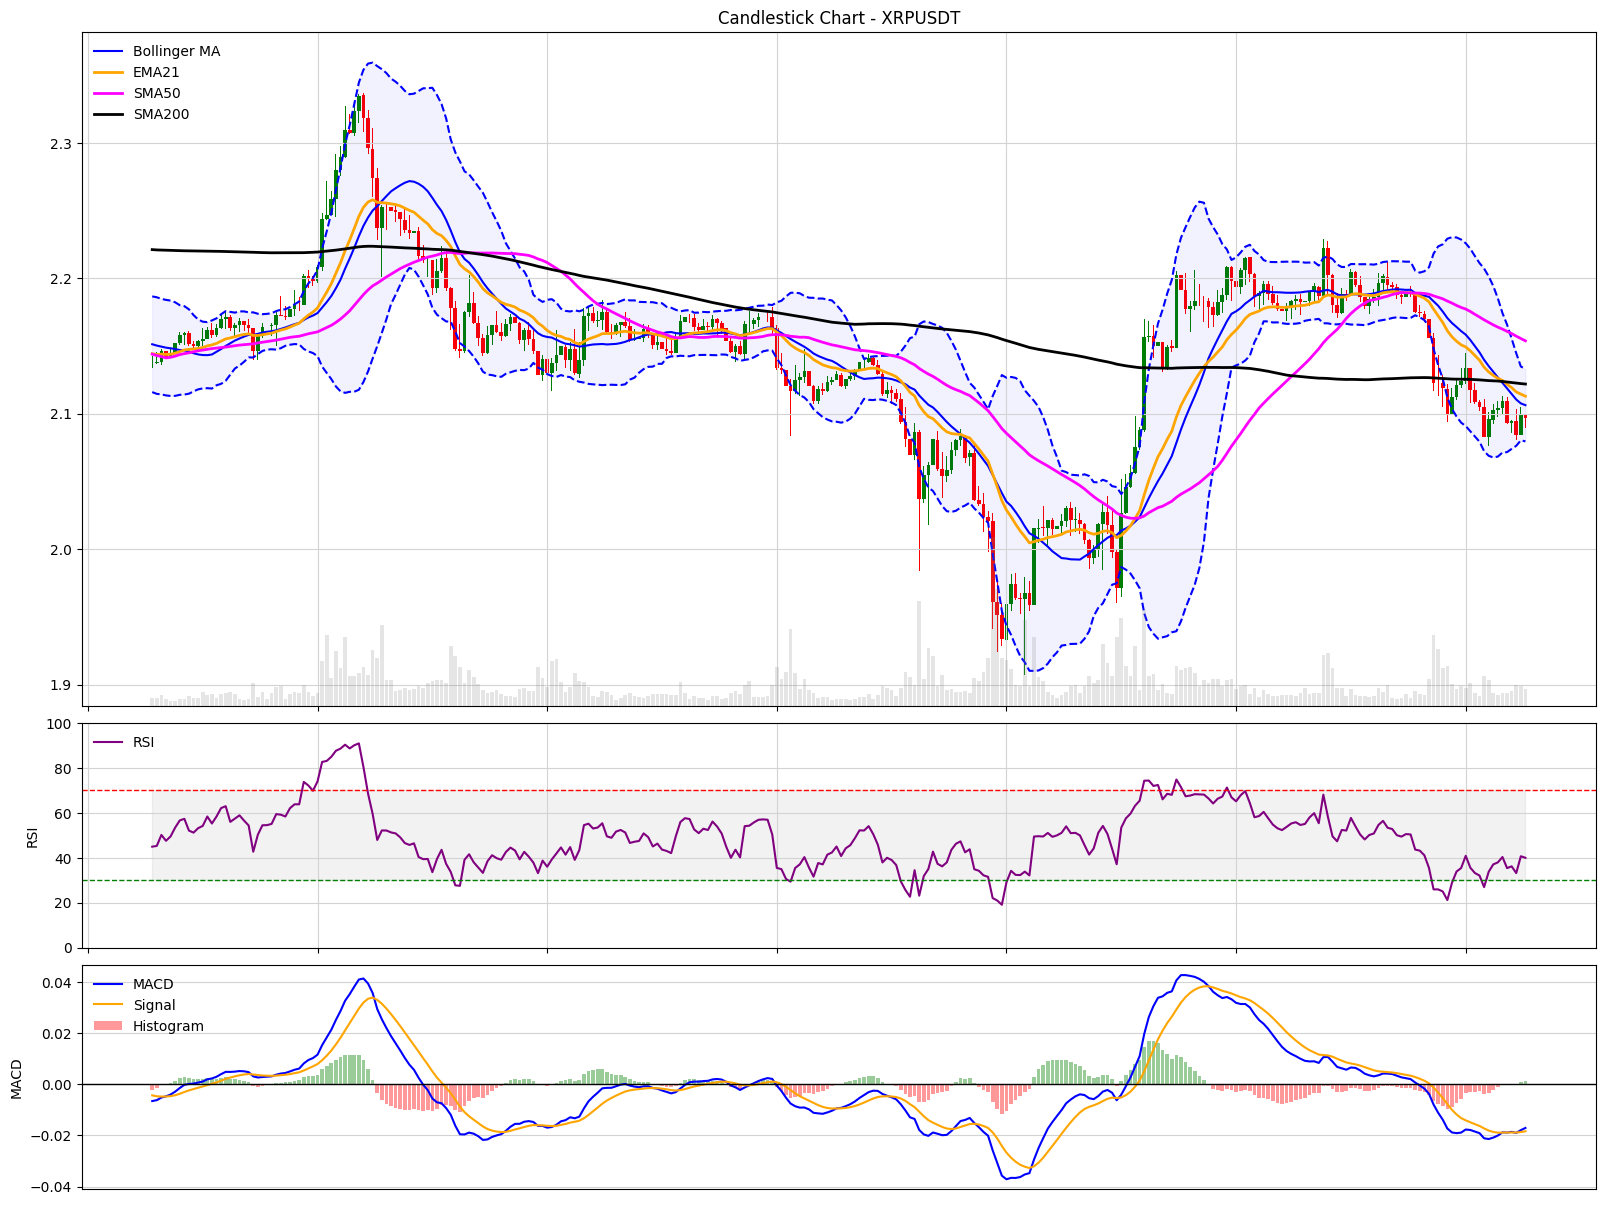 Candlestick Chart - XRPUSDT
Bollinger MA
EMA21
SMA50
SMA200
2.3
2.2
2.1
2.0
1.9
RSI
100
80
60
40
20
0
RSI
MACD
Signal
Histogram
0.04
0.02
0.00
−0.02
−0.04
MACD